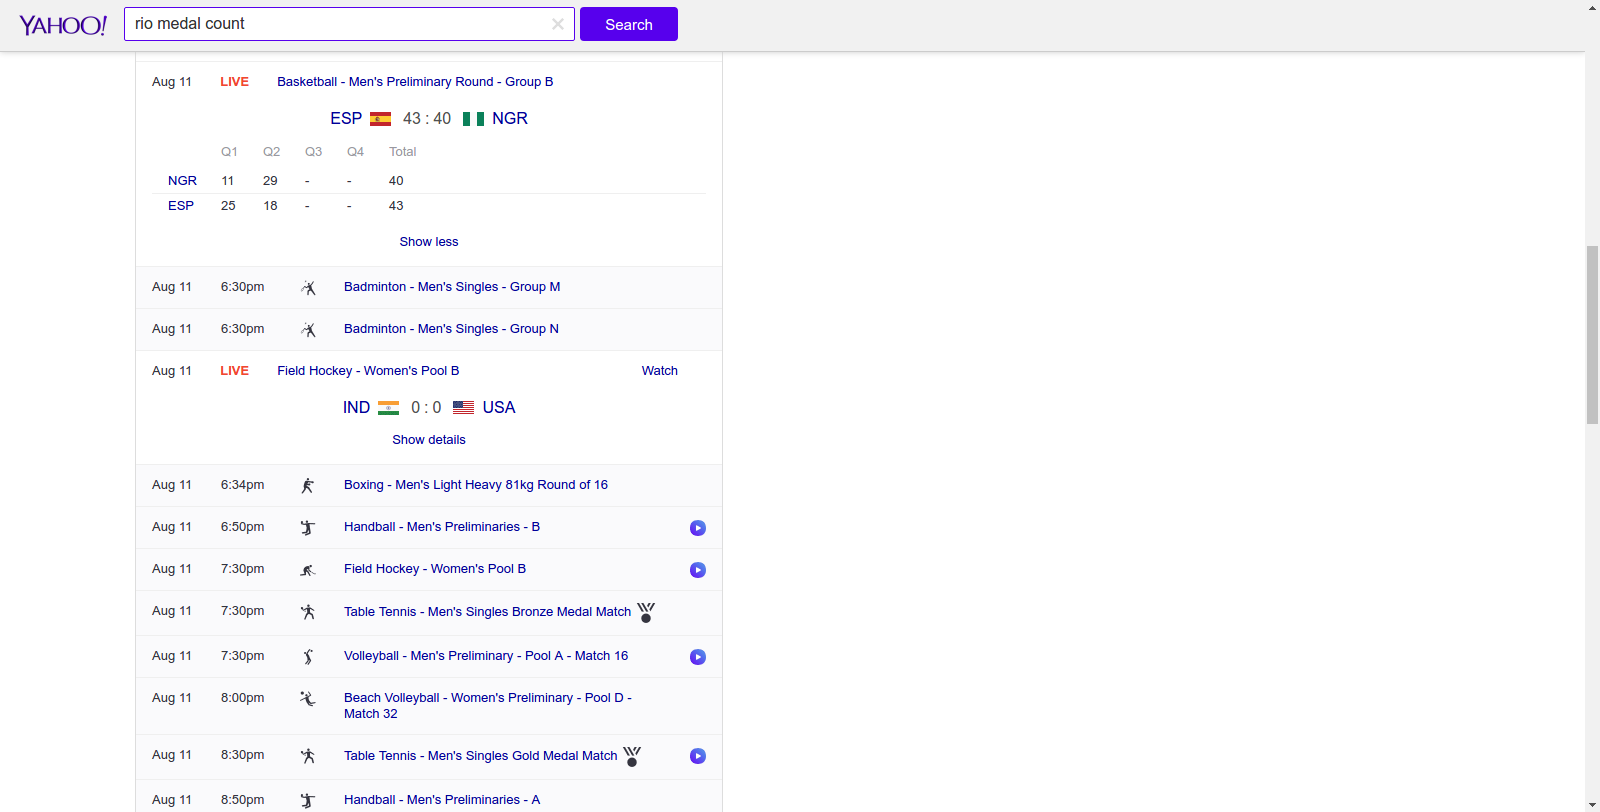 YAHOO! rio medal count Search
Aug 11 LIVE Basketball - Men's Preliminary Round - Group B
ESP 43 : 40 NGR
Q1 Q2 Q3 Q4 Total
NGR 11 29 - - 40
ESP 25 18 - - 43
Show less
Aug 11 6:30pm Badminton - Men's Singles - Group M
Aug 11 6:30pm Badminton - Men's Singles - Group N
Aug 11 LIVE Field Hockey - Women's Pool B Watch
IND 0 : 0 USA
Show details
Aug 11 6:34pm Boxing - Men's Light Heavy 81kg Round of 16
Aug 11 6:50pm Handball - Men's Preliminaries - B
Aug 11 7:30pm Field Hockey - Women's Pool B
Aug 11 7:30pm Table Tennis - Men's Singles Bronze Medal Match
Aug 11 7:30pm Volleyball - Men's Preliminary - Pool A - Match 16
Aug 11 8:00pm Beach Volleyball - Women's Preliminary - Pool D -
Match 32
Aug 11 8:30pm Table Tennis - Men's Singles Gold Medal Match
Aug 11 8:50pm Handball - Men's Preliminaries - A